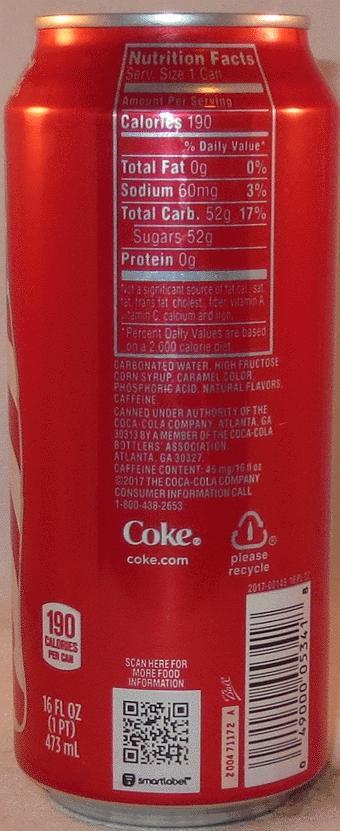 Nutrition Facts
Serv. Size 1 Can
Amount Per Serving
Calories 190
% Daily Value*
Total Fat 0g 0%
Sodium 60mg 3%
Total Carb. 52g 17%
Sugars 52g
Protein 0g
Not a significant source of fat cal., sat.
fat, trans fat, cholest., fiber, vitamin A,
vitamin C, calcium and iron.
*Percent Daily Values are based
on a 2,000 calorie diet.
CARBONATED WATER, HIGH FRUCTOSE
CORN SYRUP, CARAMEL COLOR,
PHOSPHORIC ACID, NATURAL FLAVORS,
CAFFEINE.
CANNED UNDER AUTHORITY OF THE
COCA-COLA COMPANY, ATLANTA, GA
30313 BY A MEMBER OF THE COCA-COLA
BOTTLERS' ASSOCIATION,
ATLANTA, GA 30327.
CAFFEINE CONTENT: 45 mg/16 fl oz
©2017 THE COCA-COLA COMPANY
CONSUMER INFORMATION CALL
1-800-438-2653
Coke®
coke.com
please
recycle
190
CALORIES
PER CAN
16 FL OZ
(1 PT)
473 mL
SCAN HERE FOR
MORE FOOD
INFORMATION
smartlabel™
Ball
200471172 A
0 49000 05341 8